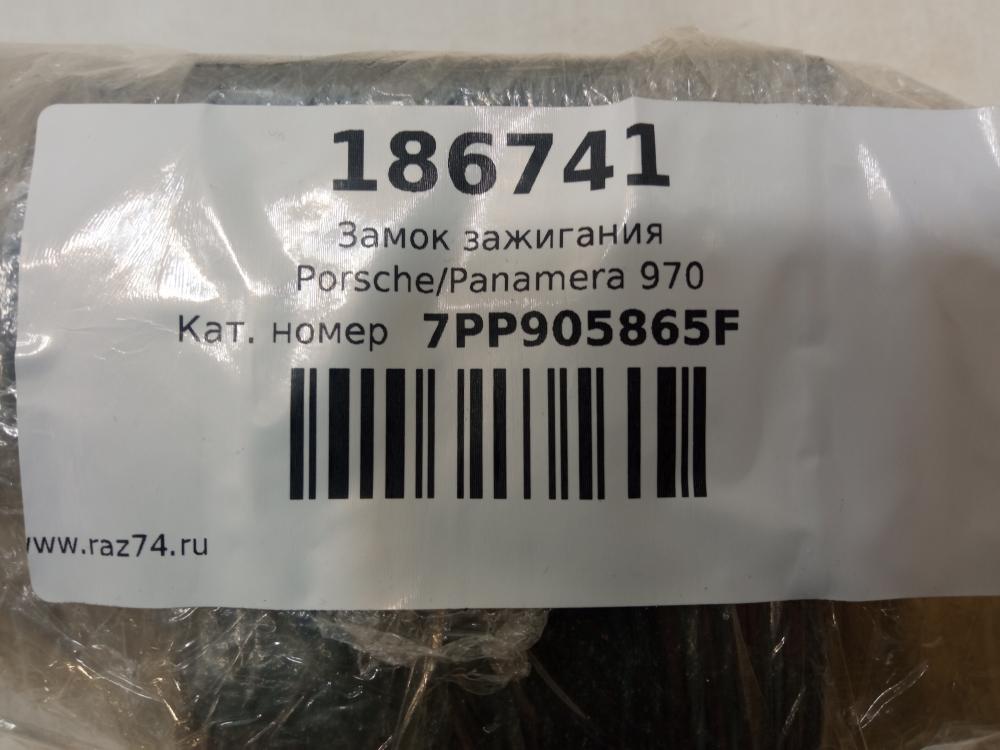 186741
Замок зажигания
Porsche/Panamera 970
Кат. номер 7PP905865F
www.raz74.ru